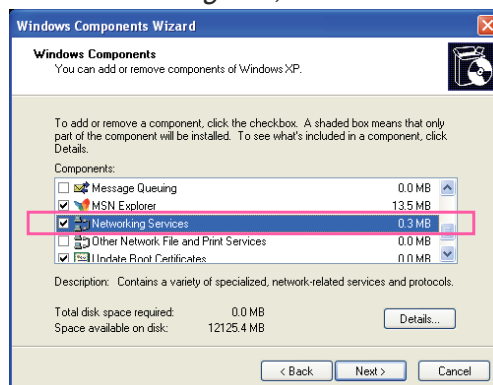 Windows Components Wizard
Windows Components
You can add or remove components of Windows XP.
To add or remove a component, click the checkbox. A shaded box means that only
part of the component will be installed. To see what's included in a component, click
Details.
Components:
Message Queuing 0.0 MB
MSN Explorer 13.5 MB
Networking Services 0.3 MB
Other Network File and Print Services 0.0 MB
Update Root Certificates 0.0 MB
Description: Contains a variety of specialized, network-related services and protocols.
Total disk space required: 0.0 MB
Space available on disk: 12125.4 MB
Details...
< Back Next > Cancel